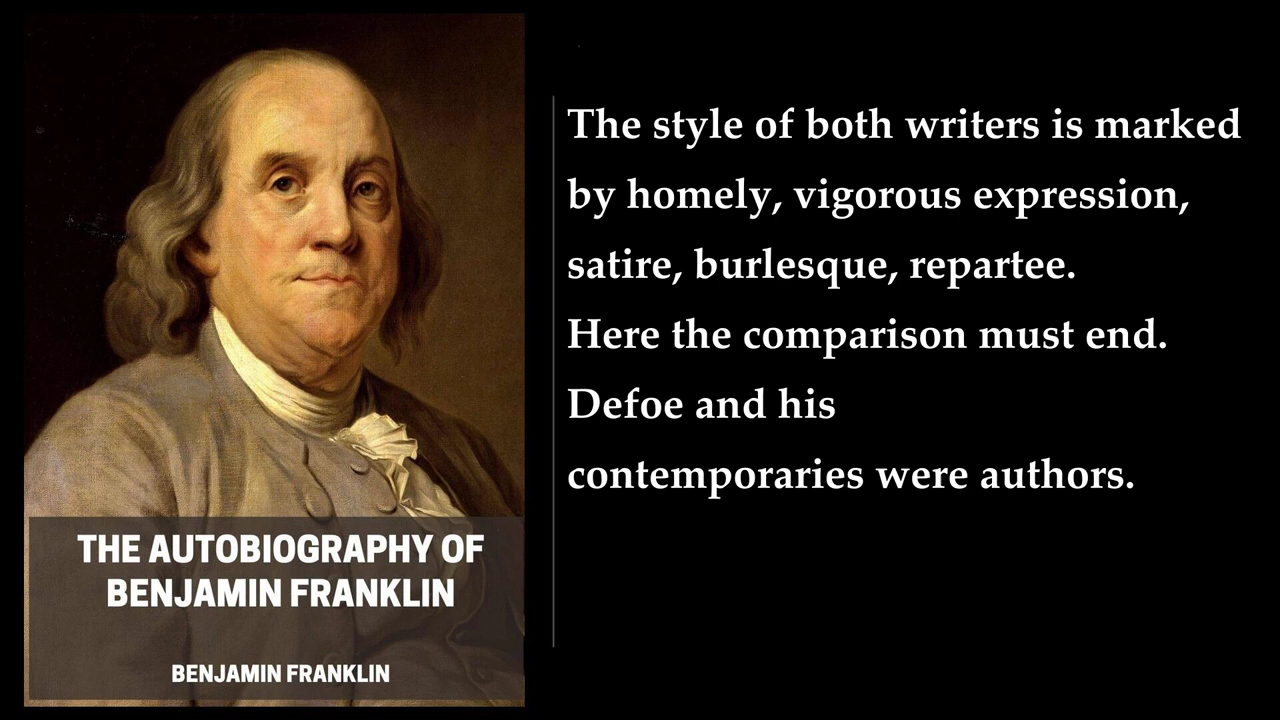 THE AUTOBIOGRAPHY OF
BENJAMIN FRANKLIN
BENJAMIN FRANKLIN
The style of both writers is marked
by homely, vigorous expression,
satire, burlesque, repartee.
Here the comparison must end.
Defoe and his
contemporaries were authors.